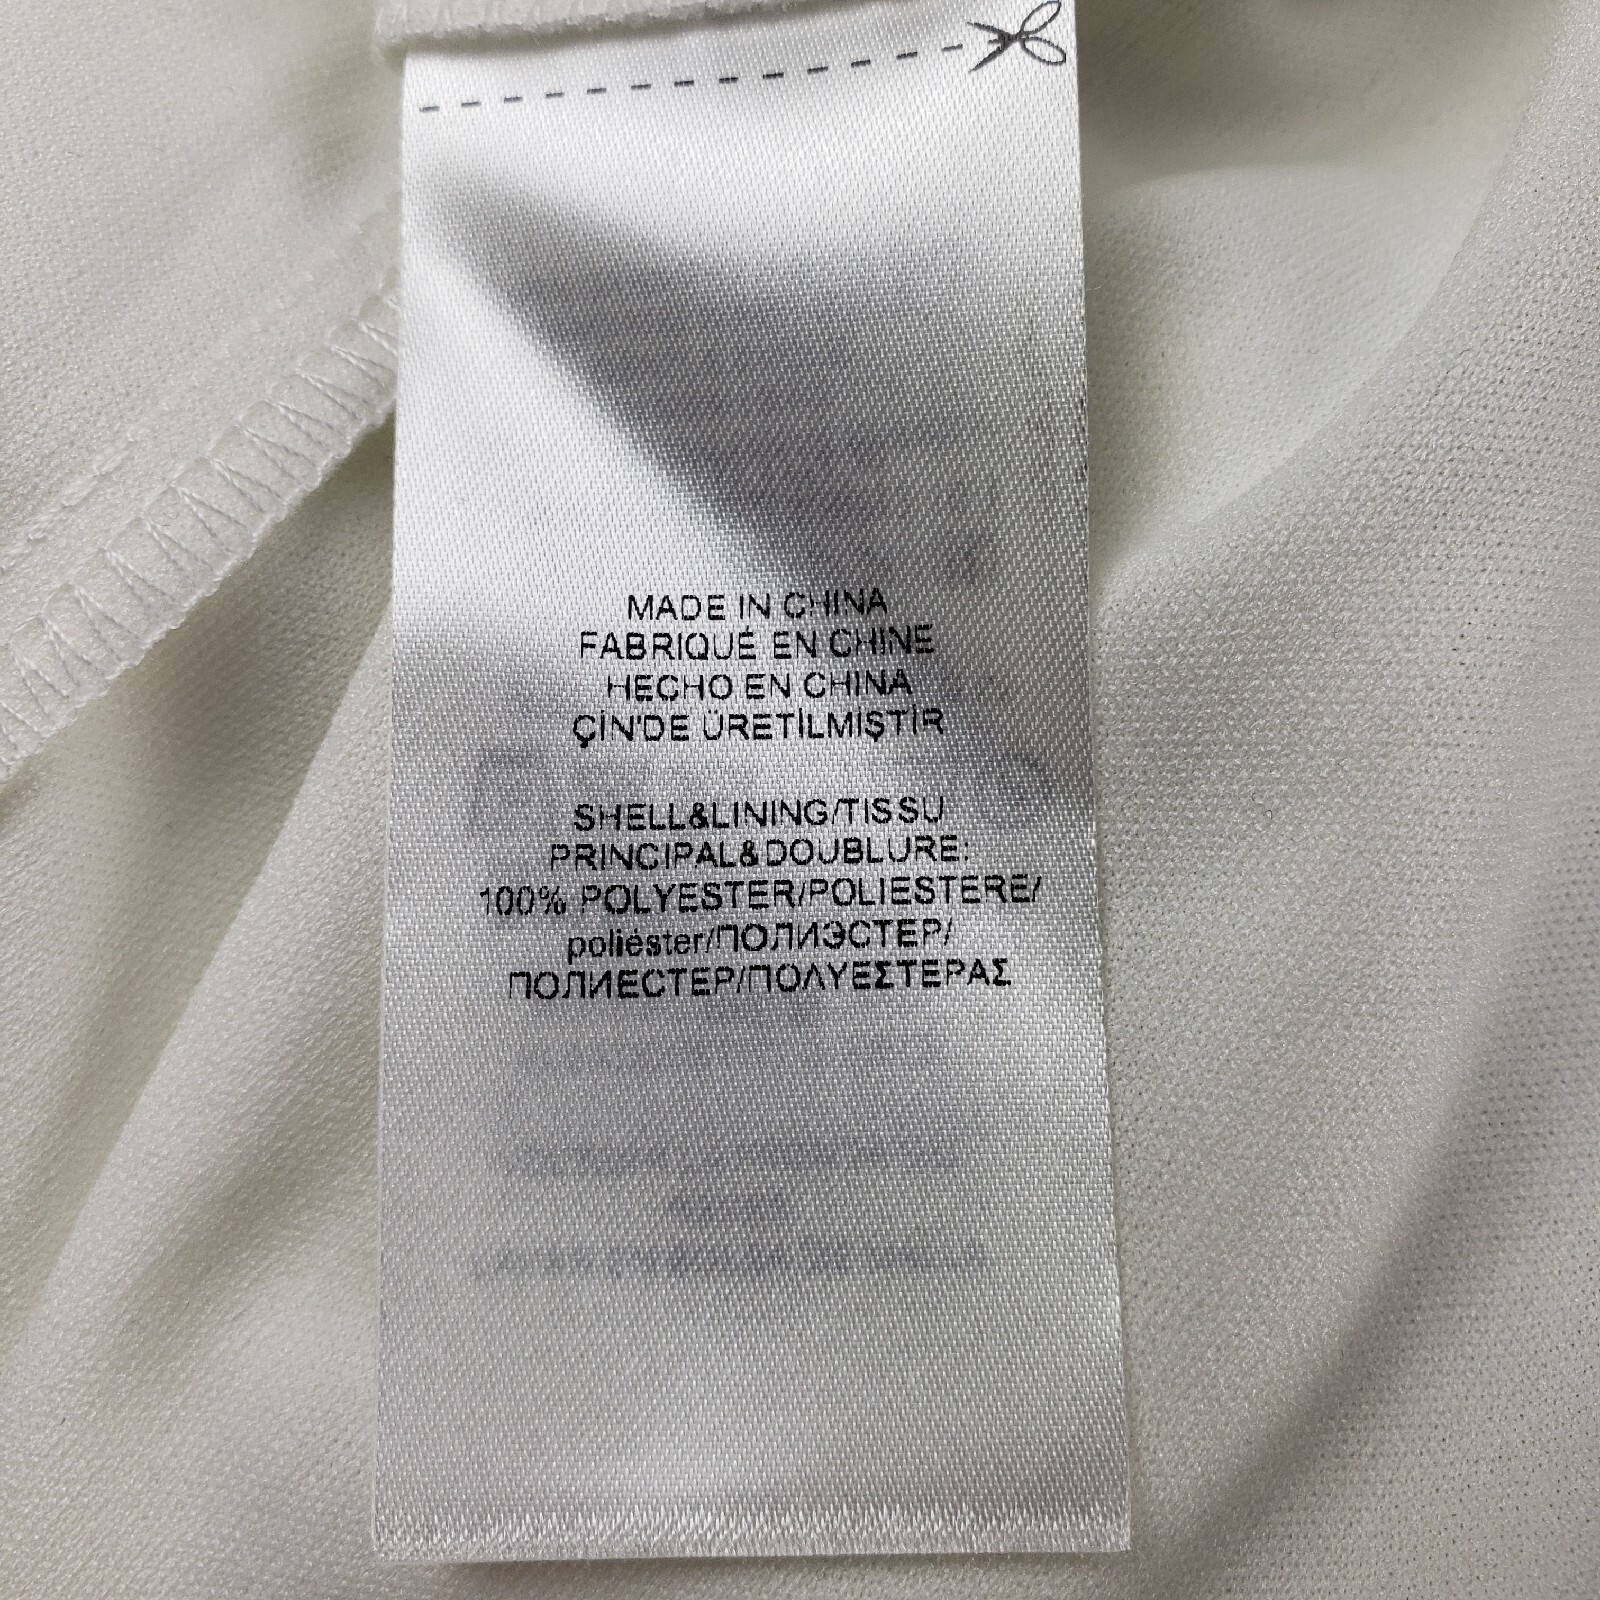 MADE IN CHINA
FABRIQUÉ EN CHINE
HECHO EN CHINA
ÇİN'DE ÜRETİLMİŞTİR
SHELL&LINING/TISSU
PRINCIPAL&DOUBLURE:
100% POLYESTER/POLIESTERE/
poliéster/ПОЛИЭСТЕР/
ПОЛИЕСТЕР/ΠΟΛΥΕΣΤΕΡΑΣ